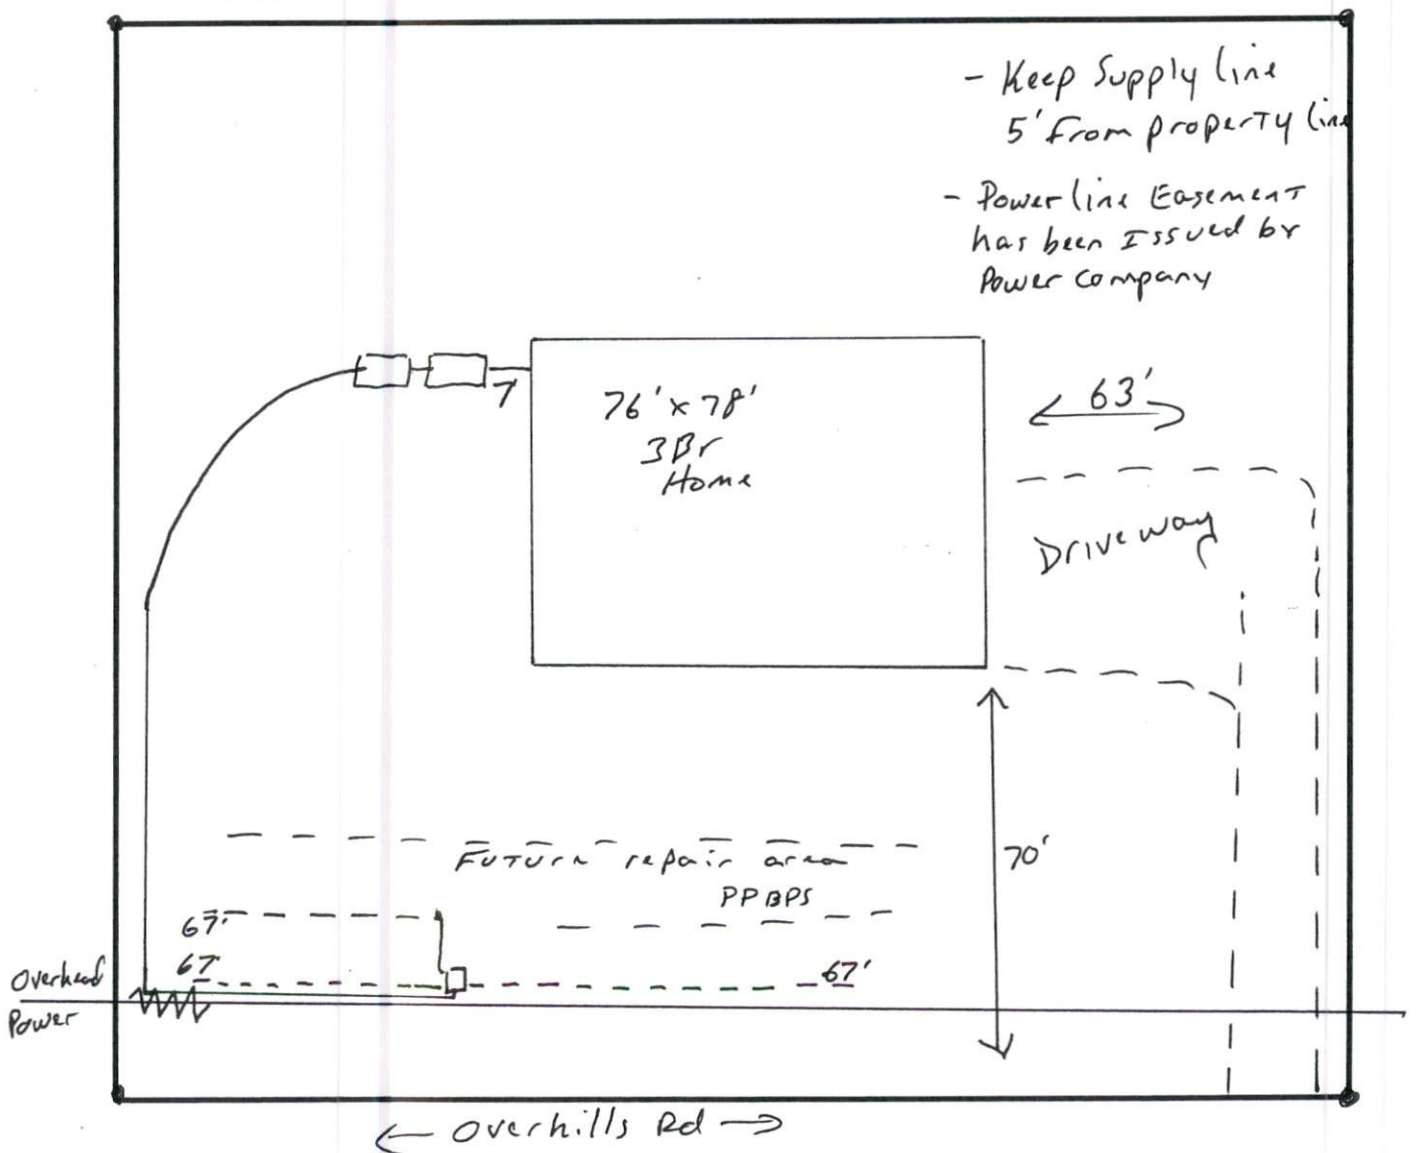 - Keep Supply line
5' from property line
- Power line Easement
has been Issued by
Power Company
76' x 78'
3Br
Home
63'
Driveway
70'
Future repair area
PPBPS
67'
67'
67'
Overhead
Power
← Overhills Rd →